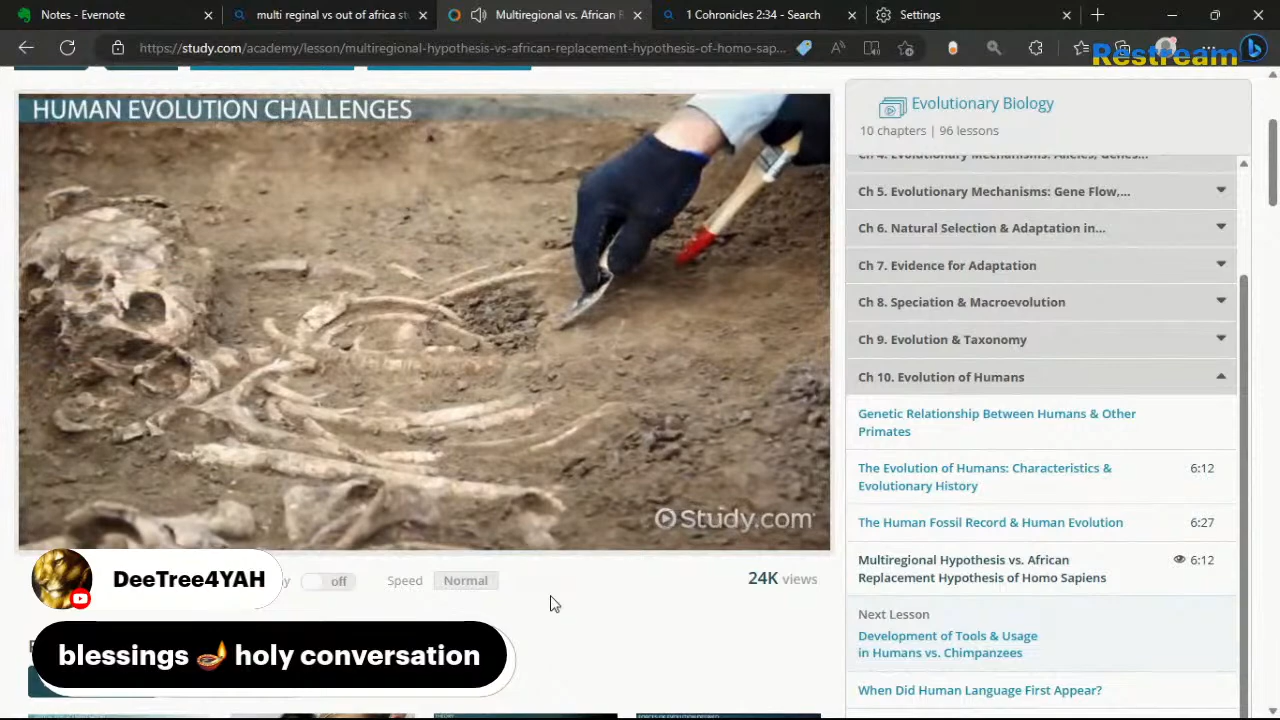 Notes - Evernote
multi reginal vs out of africa st
Multiregional vs. African R
1 Cohronicles 2:34 - Search
Settings
https://study.com/academy/lesson/multiregional-hypothesis-vs-african-replacement-hypothesis-of-homo-sap...
Restream
HUMAN EVOLUTION CHALLENGES
Study.com
Evolutionary Biology
10 chapters | 96 lessons
Ch 4. Evolutionary Mechanisms: Alleles, Genes...
Ch 5. Evolutionary Mechanisms: Gene Flow,...
Ch 6. Natural Selection & Adaptation in...
Ch 7. Evidence for Adaptation
Ch 8. Speciation & Macroevolution
Ch 9. Evolution & Taxonomy
Ch 10. Evolution of Humans
Genetic Relationship Between Humans & Other
Primates
The Evolution of Humans: Characteristics & 6:12
Evolutionary History
The Human Fossil Record & Human Evolution 6:27
Multiregional Hypothesis vs. African 6:12
Replacement Hypothesis of Homo Sapiens
Next Lesson
Development of Tools & Usage
in Humans vs. Chimpanzees
When Did Human Language First Appear?
DeeTree4YAH
off
Speed Normal
24K views
blessings 🪔 holy conversation